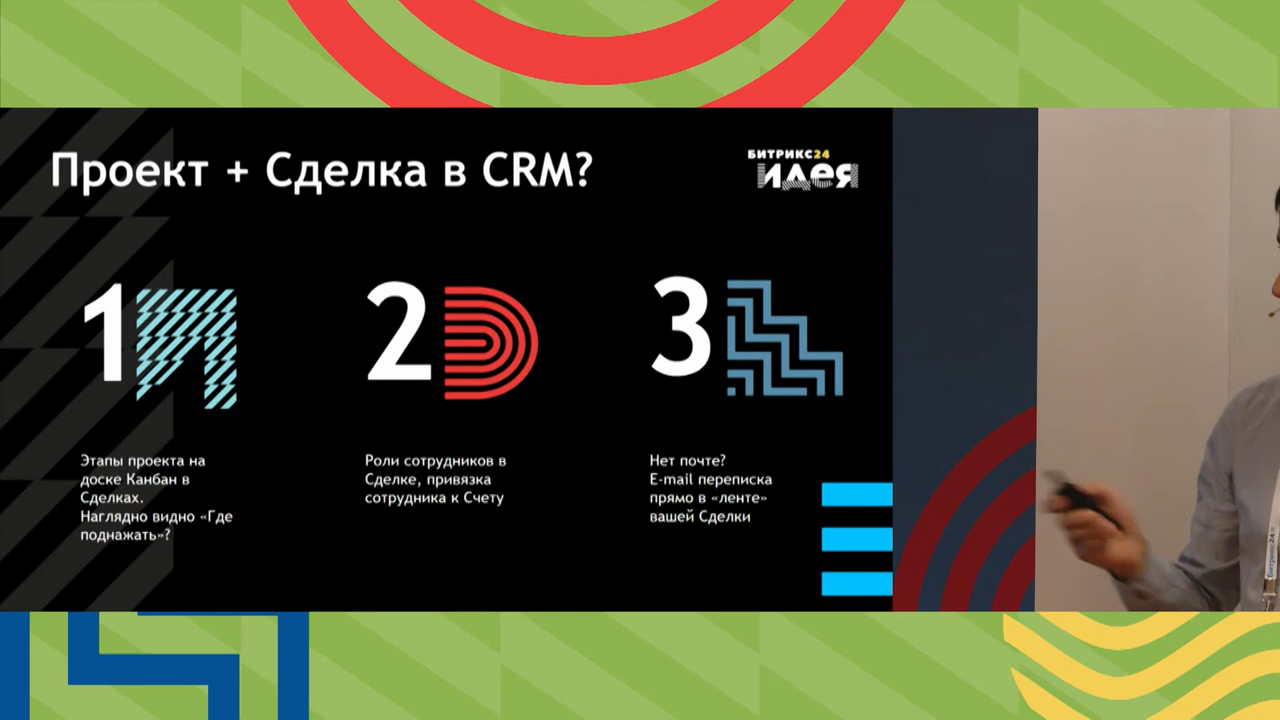 Проект + Сделка в CRM?
БИТРИКС24
идея
1
Этапы проекта на
доске Канбан в
Сделках.
Наглядно видно «Где
поднажать»?
2
Роли сотрудников в
Сделке, привязка
сотрудника к Счету
3
Нет почте?
E-mail переписка
прямо в «ленте»
вашей Сделки
Битрикс24